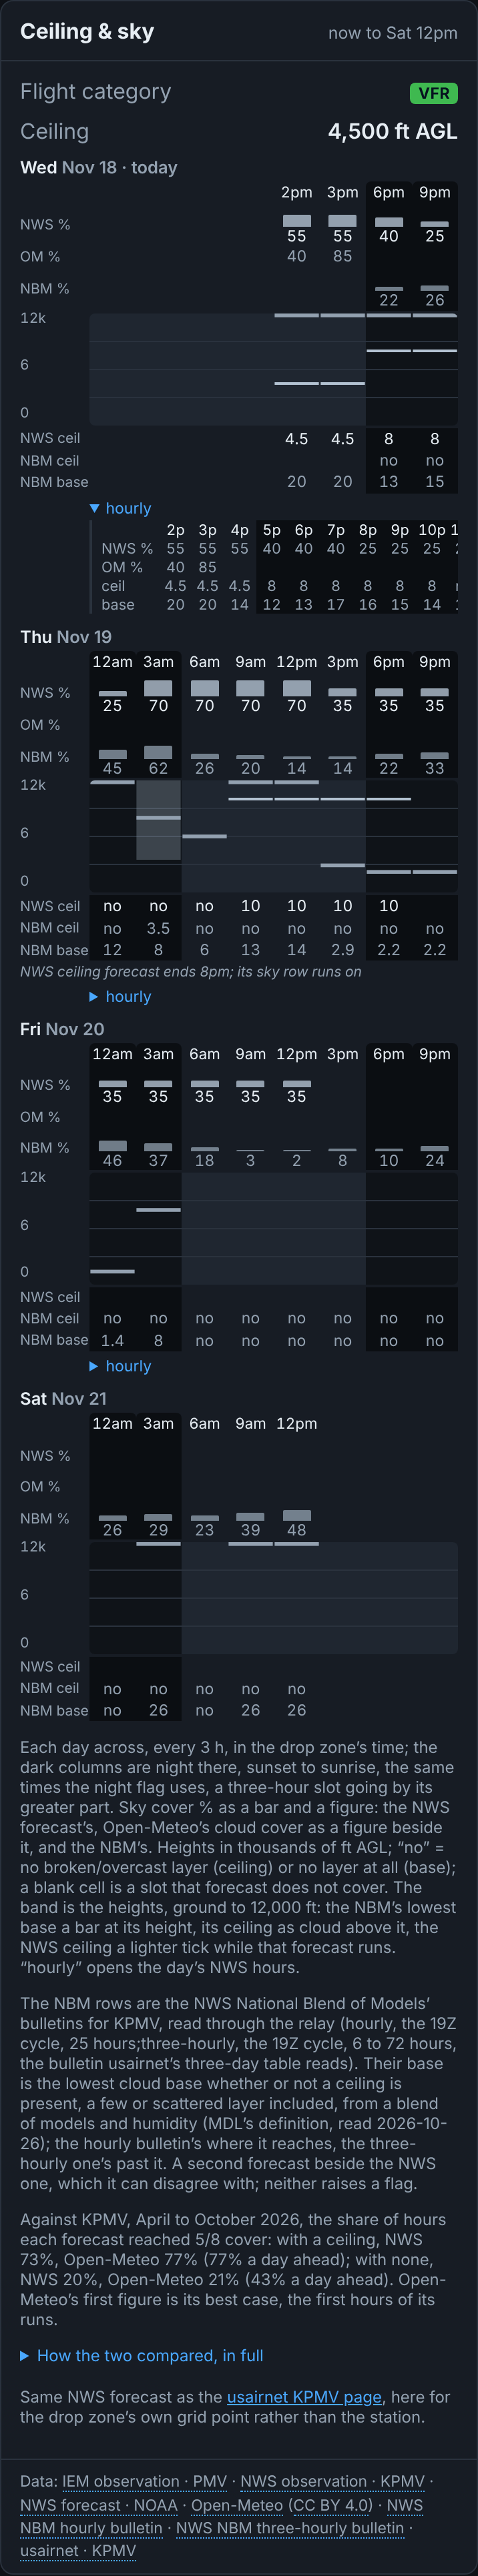 Ceiling & sky now to Sat 12pm
Flight category VFR
Ceiling 4,500 ft AGL
Wed Nov 18 · today
2pm 3pm 6pm 9pm
NWS % 55 55 40 25
OM % 40 85
NBM % 22 26
12k
6
0
NWS ceil 4.5 4.5 8 8
NBM ceil no no
NBM base 20 20 13 15
▼ hourly
2p 3p 4p 5p 6p 7p 8p 9p 10p
NWS % 55 55 55 40 40 40 25 25 25
OM % 40 85
ceil 4.5 4.5 4.5 8 8 8 8 8 8
base 20 20 14 12 13 17 16 15 14
Thu Nov 19
12am 3am 6am 9am 12pm 3pm 6pm 9pm
NWS % 25 70 70 70 70 35 35 35
OM %
NBM % 45 62 26 20 14 14 22 33
12k
6
0
NWS ceil no no no 10 10 10 10
NBM ceil no 3.5 no no no no no no
NBM base 12 8 6 13 14 2.9 2.2 2.2
NWS ceiling forecast ends 8pm; its sky row runs on
▶ hourly
Fri Nov 20
12am 3am 6am 9am 12pm 3pm 6pm 9pm
NWS % 35 35 35 35 35
OM %
NBM % 46 37 18 3 2 8 10 24
12k
6
0
NWS ceil
NBM ceil no no no no no no no no
NBM base 1.4 8 no no no no no no
▶ hourly
Sat Nov 21
12am 3am 6am 9am 12pm
NWS %
OM %
NBM % 26 29 23 39 48
12k
6
0
NWS ceil
NBM ceil no no no no no
NBM base no 26 no 26 26
Each day across, every 3 h, in the drop zone’s time; the
dark columns are night there, sunset to sunrise, the same
times the night flag uses, a three-hour slot going by its
greater part. Sky cover % as a bar and a figure: the NWS
forecast’s, Open-Meteo’s cloud cover as a figure beside
it, and the NBM’s. Heights in thousands of ft AGL; “no” =
no broken/overcast layer (ceiling) or no layer at all (base);
a blank cell is a slot that forecast does not cover. The
band is the heights, ground to 12,000 ft: the NBM’s lowest
base a bar at its height, its ceiling as cloud above it, the
NWS ceiling a lighter tick while that forecast runs.
“hourly” opens the day’s NWS hours.
The NBM rows are the NWS National Blend of Models’
bulletins for KPMV, read through the relay (hourly, the 19Z
cycle, 25 hours;three-hourly, the 19Z cycle, 6 to 72 hours,
the bulletin usairnet’s three-day table reads). Their base
is the lowest cloud base whether or not a ceiling is
present, a few or scattered layer included, from a blend
of models and humidity (MDL’s definition, read 2026-10-
26); the hourly bulletin’s where it reaches, the three-
hourly one’s past it. A second forecast beside the NWS
one, which it can disagree with; neither raises a flag.
Against KPMV, April to October 2026, the share of hours
each forecast reached 5/8 cover: with a ceiling, NWS
73%, Open-Meteo 77% (77% a day ahead); with none,
NWS 20%, Open-Meteo 21% (43% a day ahead). Open-
Meteo’s first figure is its best case, the first hours of its
runs.
▶ How the two compared, in full
Same NWS forecast as the usairnet KPMV page, here for
the drop zone’s own grid point rather than the station.
Data: IEM observation · PMV · NWS observation · KPMV ·
NWS forecast · NOAA · Open-Meteo (CC BY 4.0) · NWS
NBM hourly bulletin · NWS NBM three-hourly bulletin ·
usairnet · KPMV